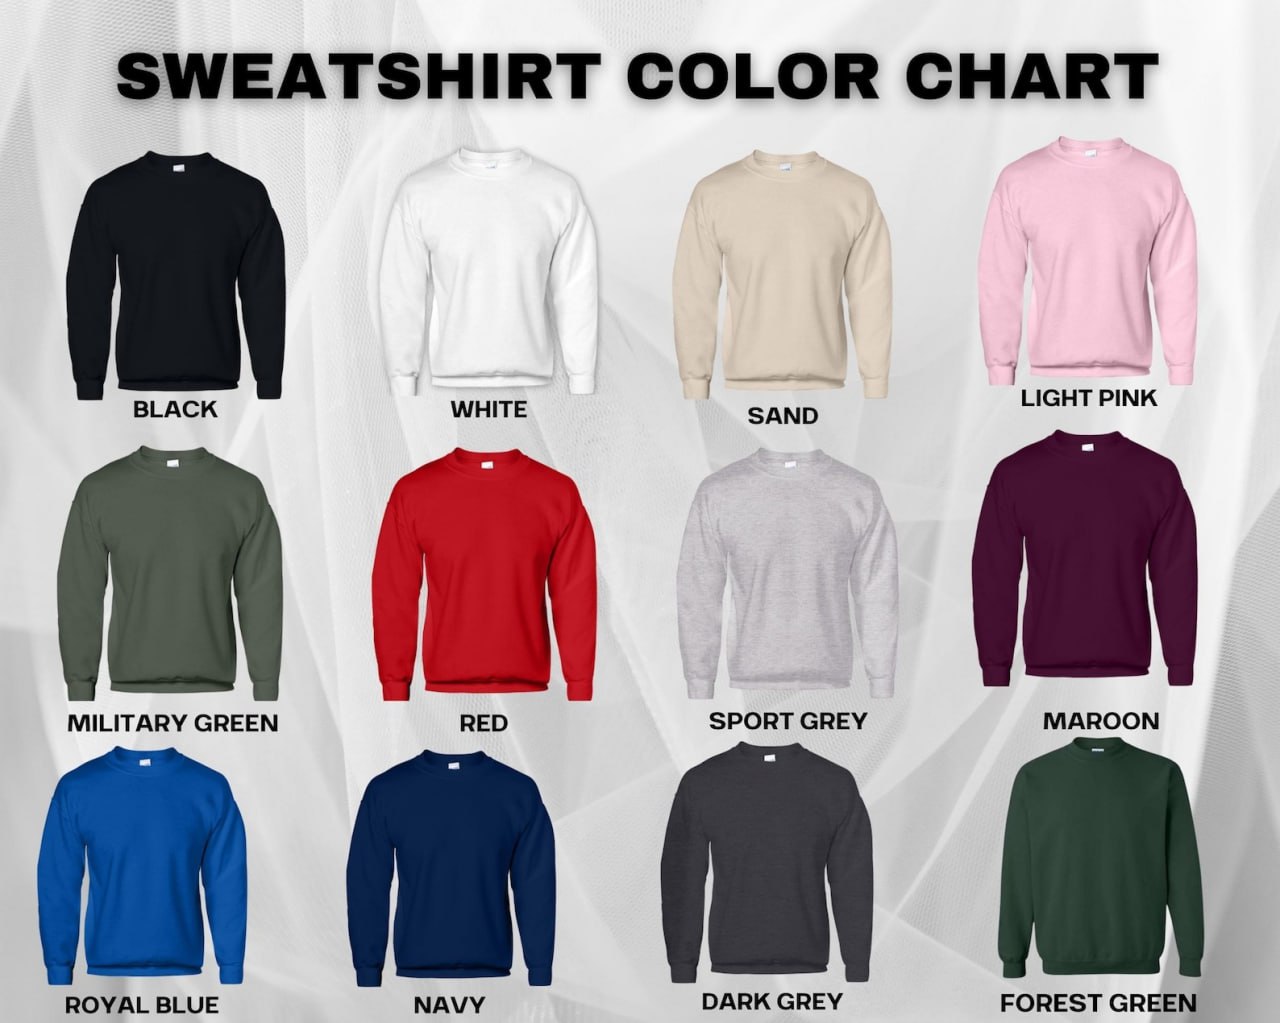 SWEATSHIRT COLOR CHART
BLACK
WHITE
SAND
LIGHT PINK
MILITARY GREEN
RED
SPORT GREY
MAROON
ROYAL BLUE
NAVY
DARK GREY
FOREST GREEN